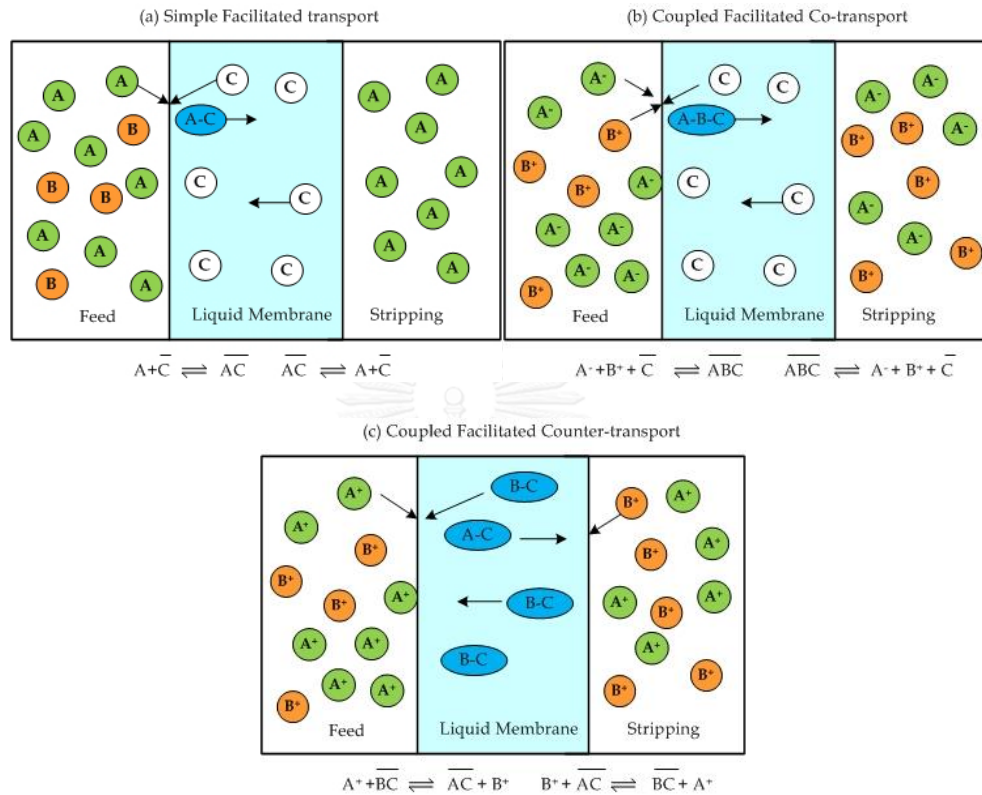 (a) Simple Facilitated transport
A
A
C
C
A
A
A-C
A
A
B
A
C
C
A
B
B
A
A
A
A
A
C
C
A
B
A
Feed
Liquid Membrane
Stripping
A+C̅ ⇌ A̅C̅ A̅C̅ ⇌ A+C̅
(b) Coupled Facilitated Co-transport
A⁻
C
C
A⁻
A⁻
A⁻
B⁺
A-B-C
B⁺
B⁺
A⁻
B⁺
B⁺
A⁻
C
C
B⁺
A⁻
A⁻
A⁻
A⁻
A⁻
B⁺
A⁻
A⁻
C
C
B⁺
B⁺
Feed
Liquid Membrane
Stripping
A⁻+B⁺+ C̅ ⇌ A̅B̅C̅ A̅B̅C̅ ⇌ A⁻+ B⁺ + C̅
(c) Coupled Facilitated Counter-transport
A⁺
B-C
B⁺
A⁺
A⁺
B⁺
A-C
B⁺
A⁺
B⁺
B⁺
A⁺
B-C
A⁺
B⁺
A⁺
A⁺
A⁺
B-C
A⁺
A⁺
A⁺
B⁺
B⁺
B⁺
Feed
Liquid Membrane
Stripping
A⁺+B̅C̅ ⇌ A̅C̅ + B⁺ B⁺+ A̅C̅ ⇌ B̅C̅ + A⁺